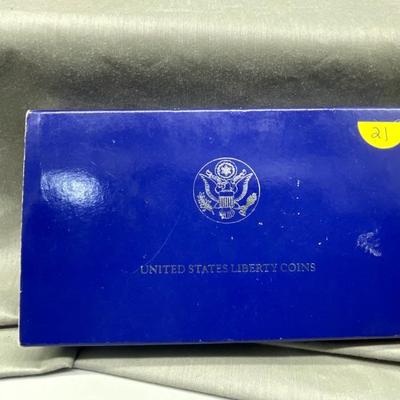 21
UNITED STATES LIBERTY COINS